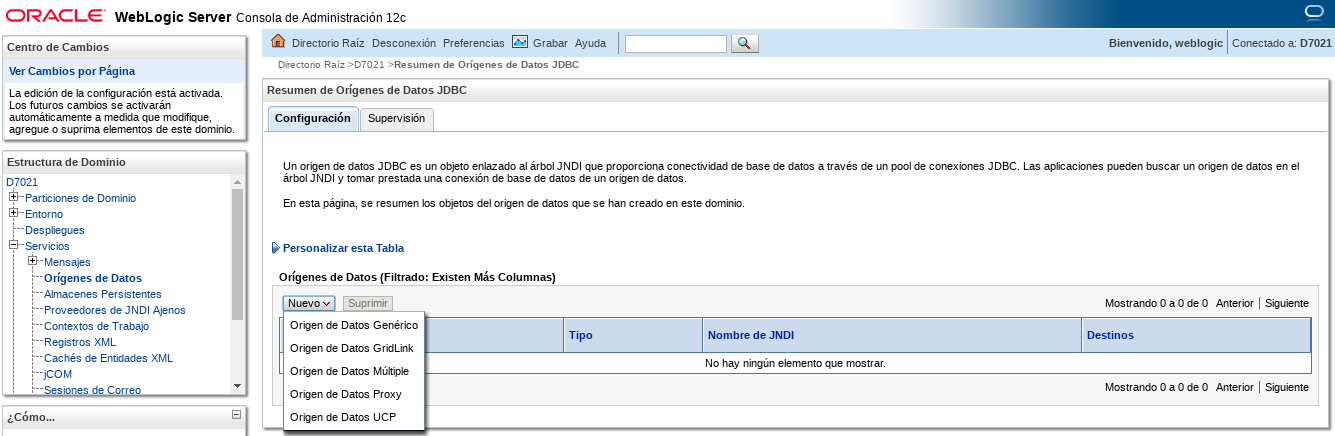 ORACLE WebLogic Server Consola de Administración 12c
Centro de Cambios
Ver Cambios por Página
La edición de la configuración está activada.
Los futuros cambios se activarán
automáticamente a medida que modifique,
agregue o suprima elementos de este dominio.
Estructura de Dominio
D7021
Particiones de Dominio
Entorno
Despliegues
Servicios
Mensajes
Orígenes de Datos
Almacenes Persistentes
Proveedores de JNDI Ajenos
Contextos de Trabajo
Registros XML
Cachés de Entidades XML
jCOM
Sesiones de Correo
¿Cómo...
Directorio Raíz Desconexión Preferencias Grabar Ayuda
Bienvenido, weblogic Conectado a: D7021
Directorio Raíz >D7021 >Resumen de Orígenes de Datos JDBC
Resumen de Orígenes de Datos JDBC
Configuración Supervisión
Un origen de datos JDBC es un objeto enlazado al árbol JNDI que proporciona conectividad de base de datos a través de un pool de conexiones JDBC. Las aplicaciones pueden buscar un origen de datos en el
árbol JNDI y tomar prestada una conexión de base de datos de un origen de datos.
En esta página, se resumen los objetos del origen de datos que se han creado en este dominio.
Personalizar esta Tabla
Orígenes de Datos (Filtrado: Existen Más Columnas)
Nuevo Suprimir
Mostrando 0 a 0 de 0 Anterior | Siguiente
Origen de Datos Genérico
Origen de Datos GridLink
Origen de Datos Múltiple
Origen de Datos Proxy
Origen de Datos UCP
Tipo Nombre de JNDI Destinos
No hay ningún elemento que mostrar.
Mostrando 0 a 0 de 0 Anterior | Siguiente